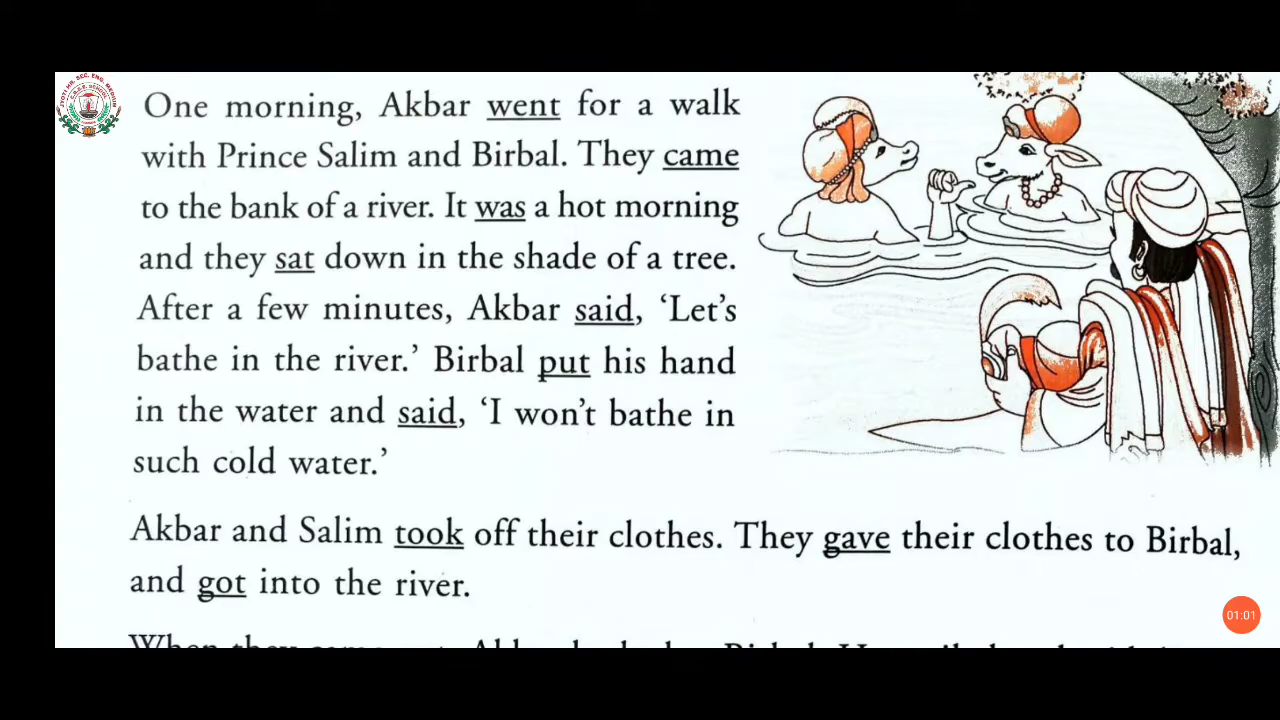 One morning, Akbar went for a walk
with Prince Salim and Birbal. They came
to the bank of a river. It was a hot morning
and they sat down in the shade of a tree.
After a few minutes, Akbar said, ‘Let’s
bathe in the river.’ Birbal put his hand
in the water and said, ‘I won’t bathe in
such cold water.’
Akbar and Salim took off their clothes. They gave their clothes to Birbal,
and got into the river.
When they came
01:01